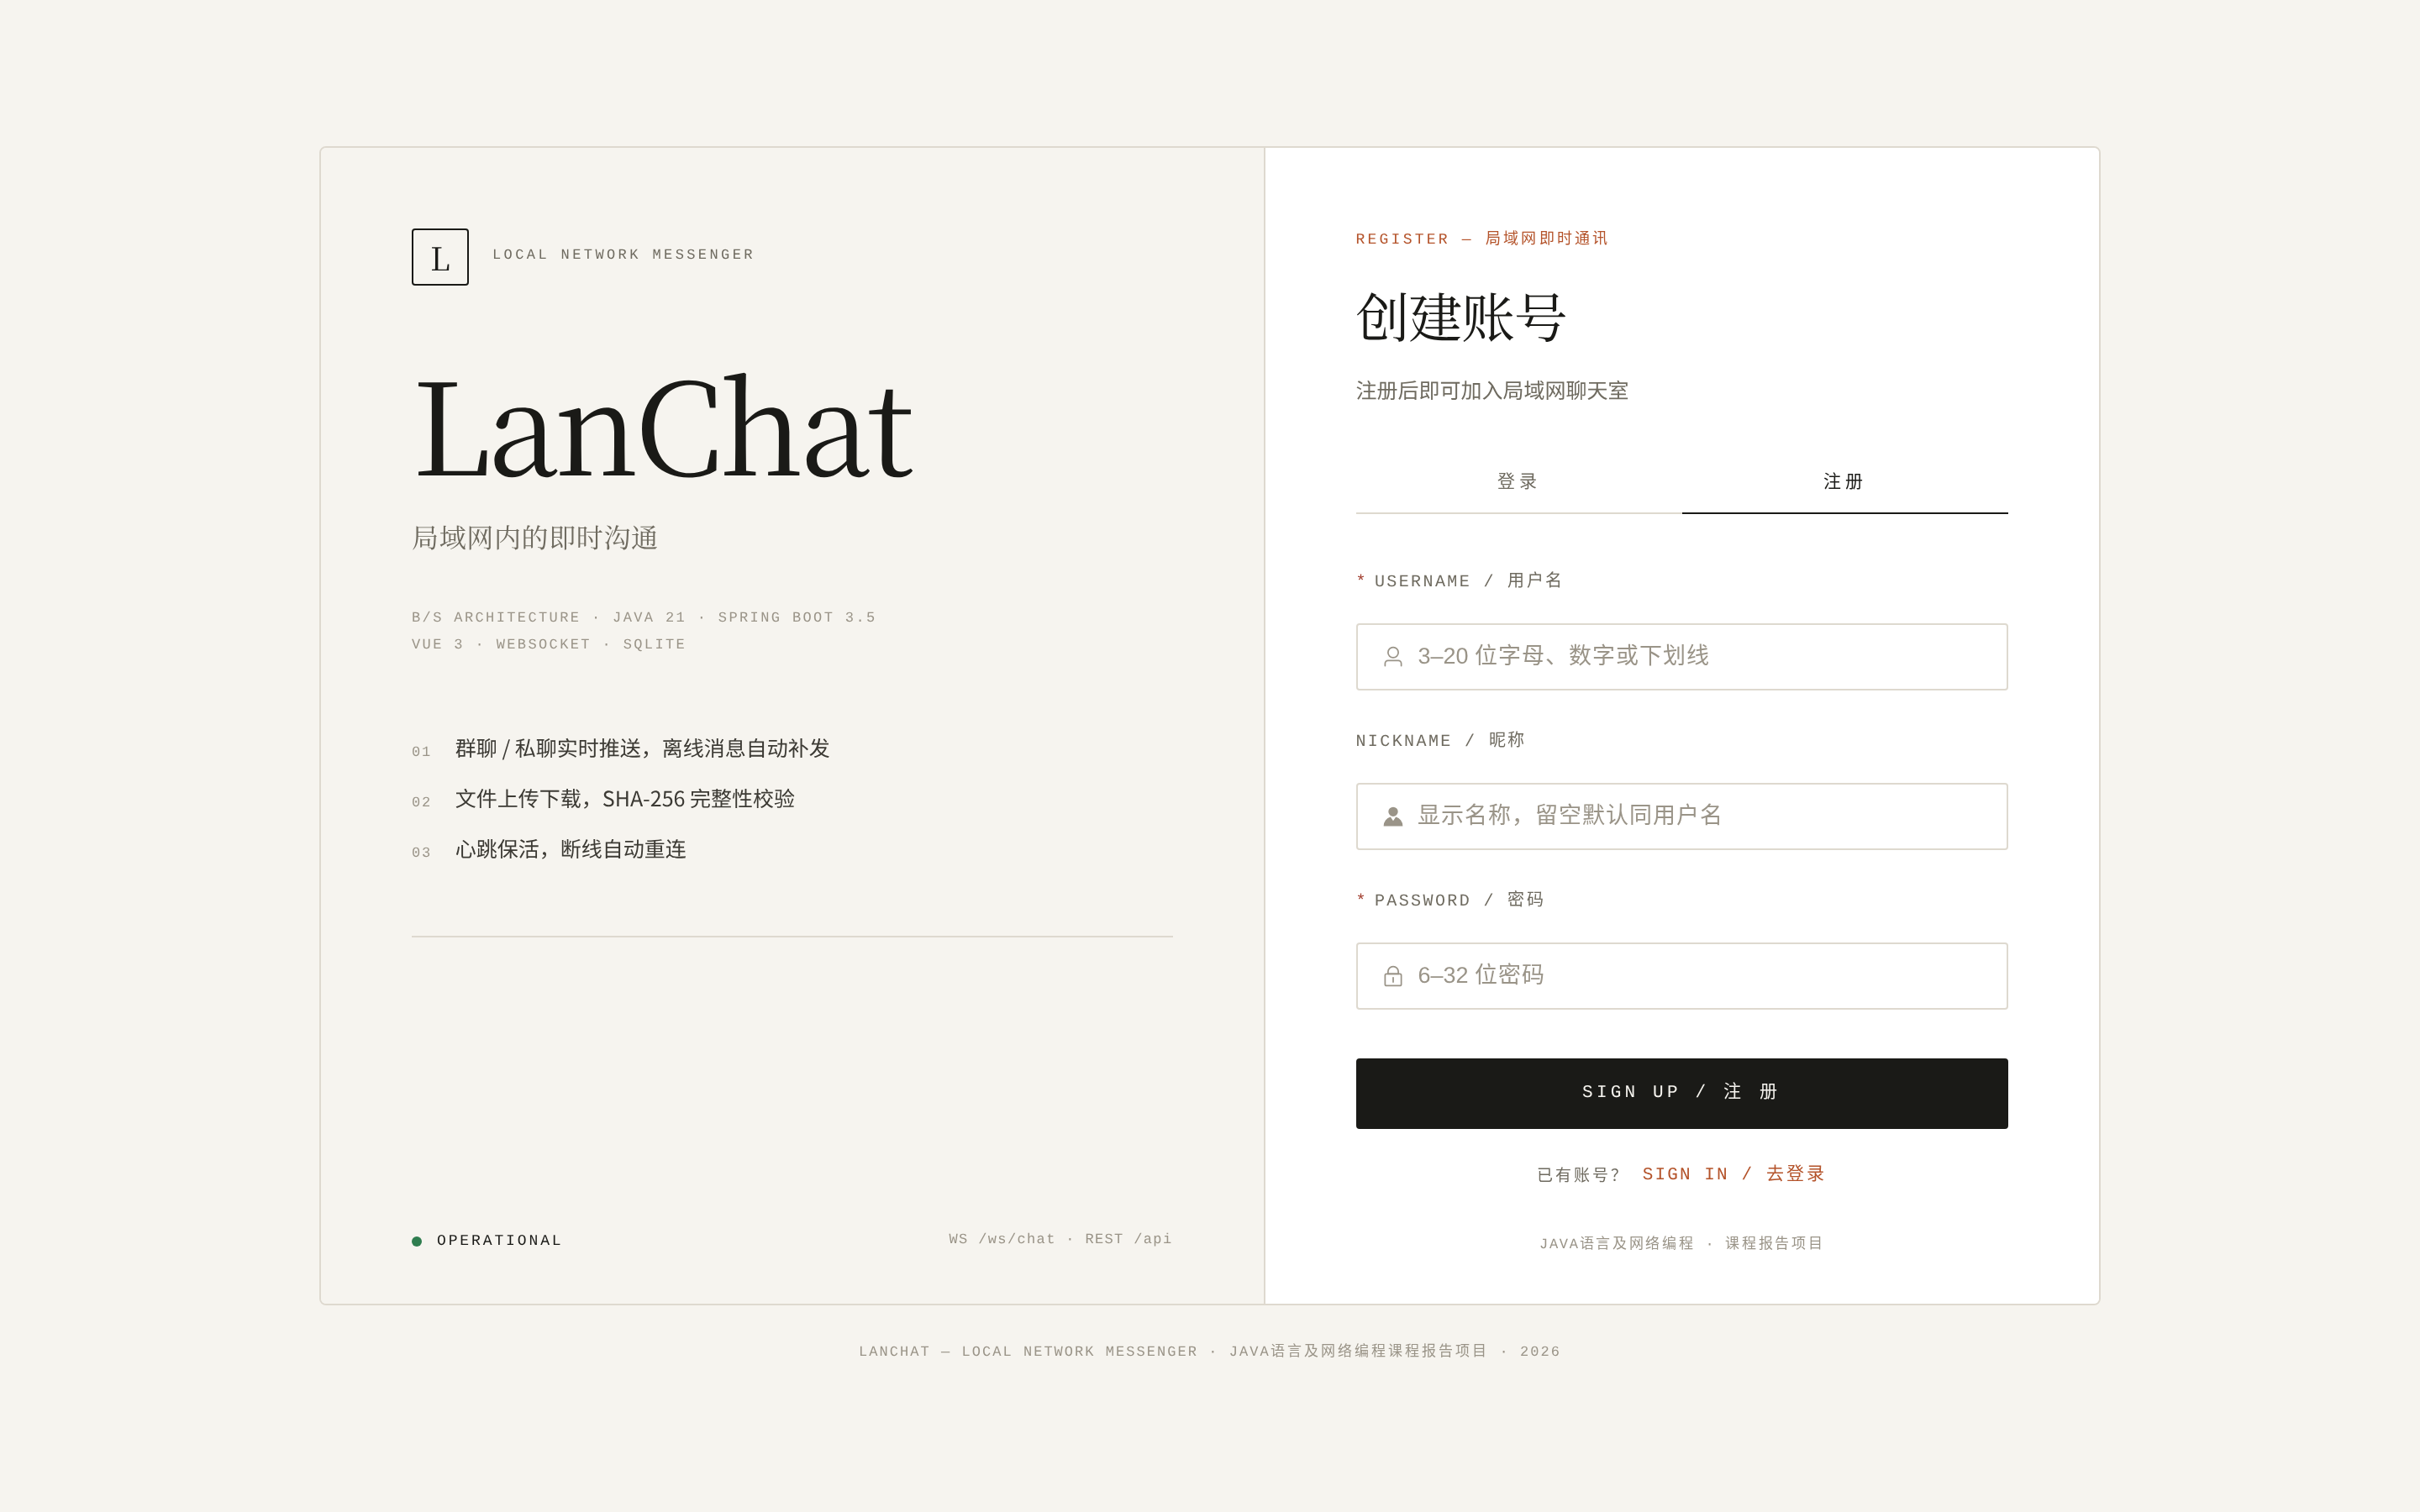 L
LOCAL NETWORK MESSENGER
LanChat
局域网内的即时沟通
B/S ARCHITECTURE · JAVA 21 · SPRING BOOT 3.5
VUE 3 · WEBSOCKET · SQLITE
01 群聊 / 私聊实时推送，离线消息自动补发
02 文件上传下载，SHA-256 完整性校验
03 心跳保活，断线自动重连
OPERATIONAL
WS /ws/chat · REST /api
REGISTER — 局域网即时通讯
创建账号
注册后即可加入局域网聊天室
登录
注册
* USERNAME / 用户名
3–20 位字母、数字或下划线
NICKNAME / 昵称
显示名称，留空默认同用户名
* PASSWORD / 密码
6–32 位密码
SIGN UP / 注 册
已有账号？ SIGN IN / 去登录
JAVA语言及网络编程 · 课程报告项目
LANCHAT — LOCAL NETWORK MESSENGER · JAVA语言及网络编程课程报告项目 · 2026